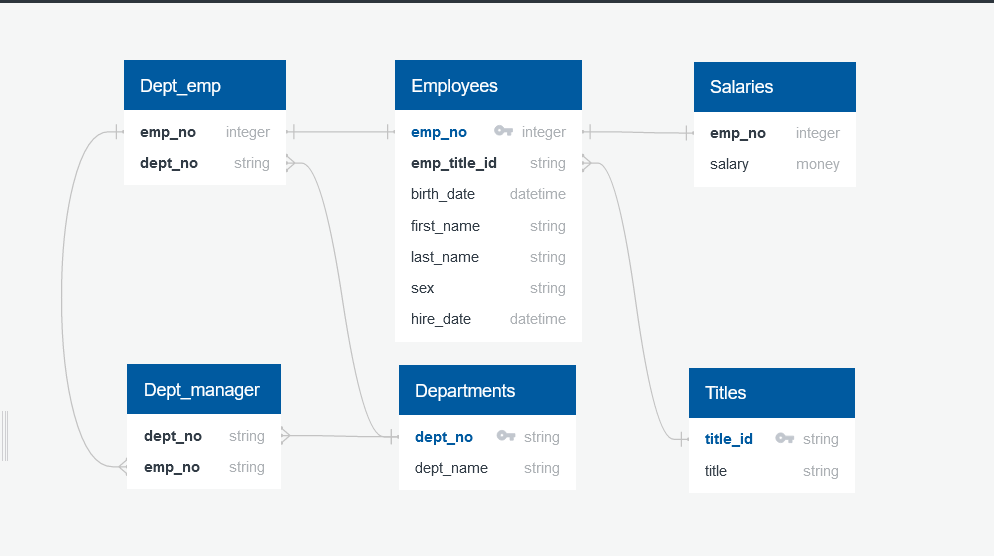 Dept_emp
emp_no integer
dept_no string
Employees
emp_no integer
emp_title_id string
birth_date datetime
first_name string
last_name string
sex string
hire_date datetime
Salaries
emp_no integer
salary money
Dept_manager
dept_no string
emp_no string
Departments
dept_no string
dept_name string
Titles
title_id string
title string